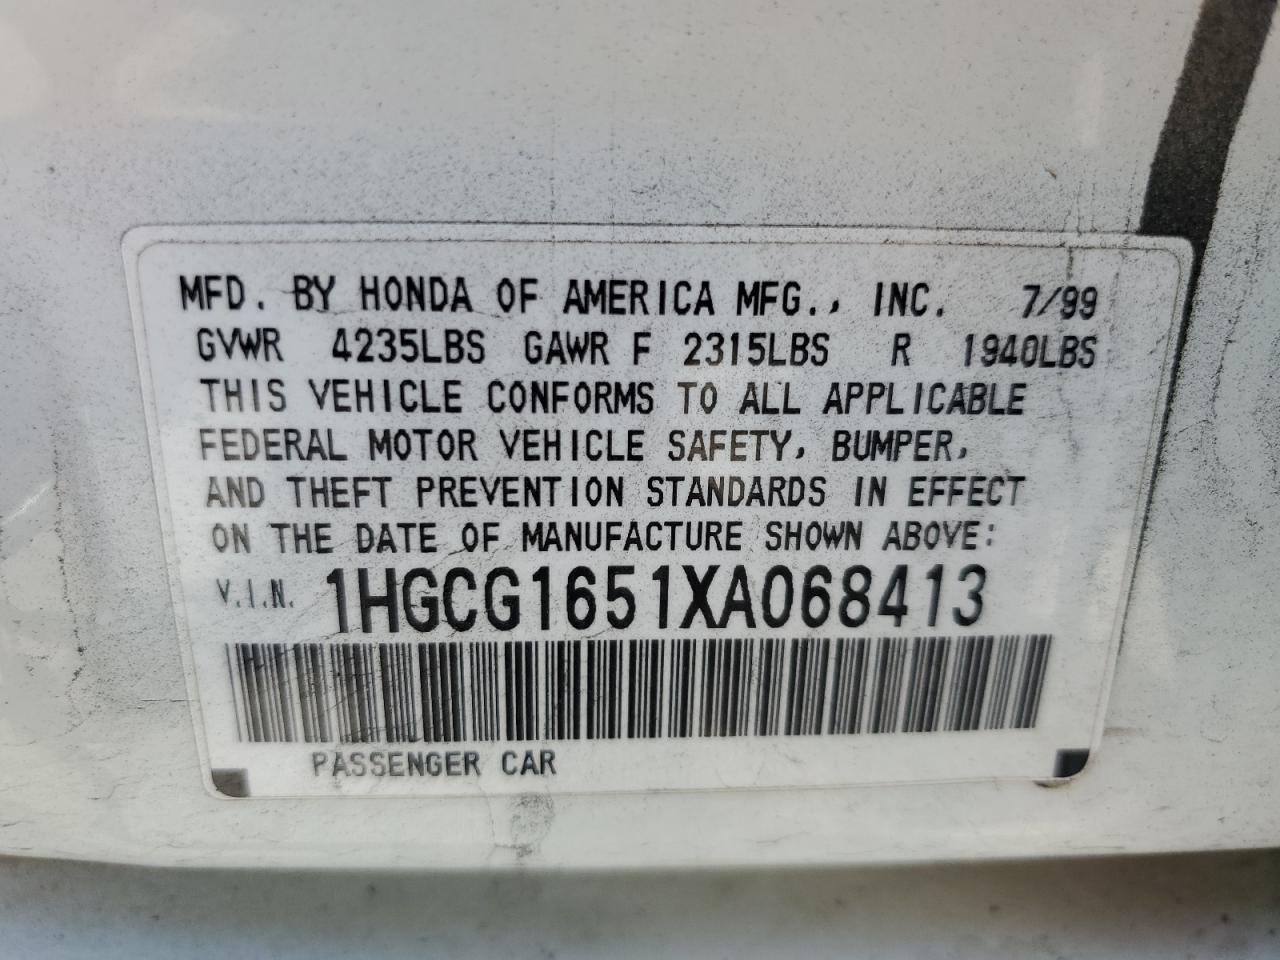 MFD. BY HONDA OF AMERICA MFG., INC. 7/99
GVWR 4235LBS GAWR F 2315LBS R 1940LBS
THIS VEHICLE CONFORMS TO ALL APPLICABLE
FEDERAL MOTOR VEHICLE SAFETY, BUMPER,
AND THEFT PREVENTION STANDARDS IN EFFECT
ON THE DATE OF MANUFACTURE SHOWN ABOVE:
V.I.N. 1HGCG1651XA068413
PASSENGER CAR